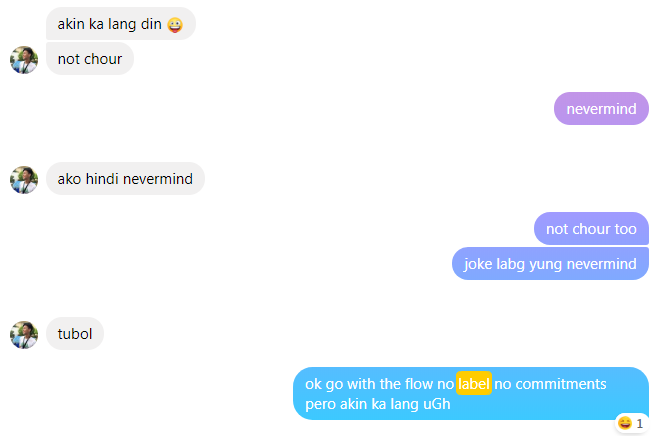 akin ka lang din 😀
not chour
nevermind
ako hindi nevermind
not chour too
joke labg yung nevermind
tubol
ok go with the flow no label no commitments
pero akin ka lang uGh
😄 1